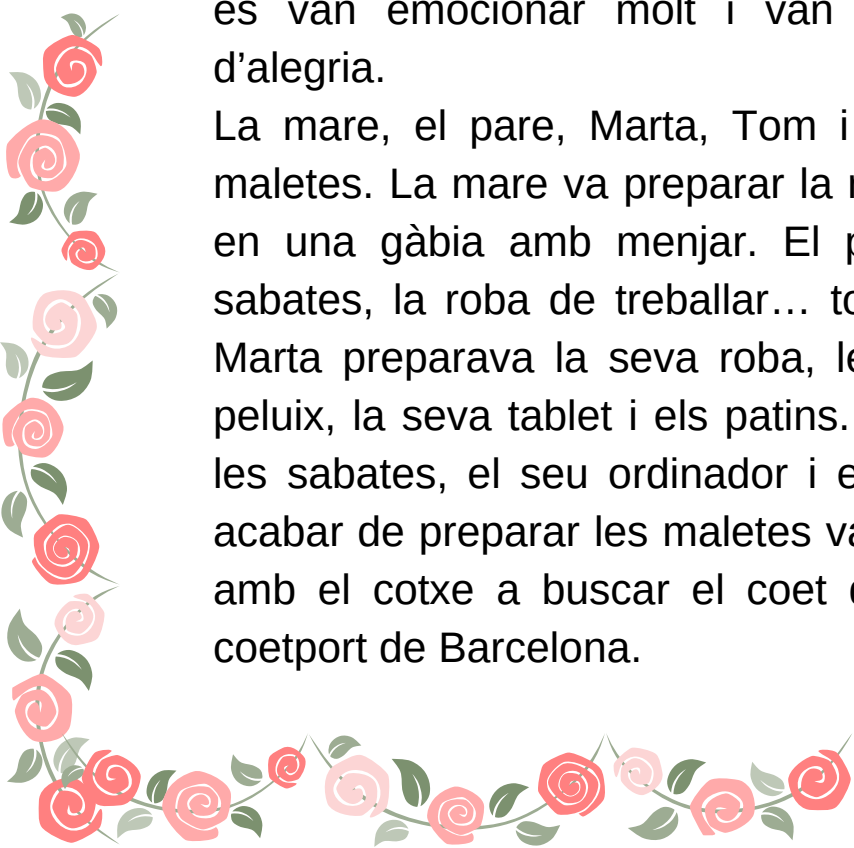 es van emocionar molt i van
d’alegria.
La mare, el pare, Marta, Tom i
maletes. La mare va preparar la
en una gàbia amb menjar. El
sabates, la roba de treballar…
Marta preparava la seva roba,
peluix, la seva tablet i els patins.
les sabates, el seu ordinador i
acabar de preparar les maletes
amb el cotxe a buscar el coet
coetport de Barcelona.